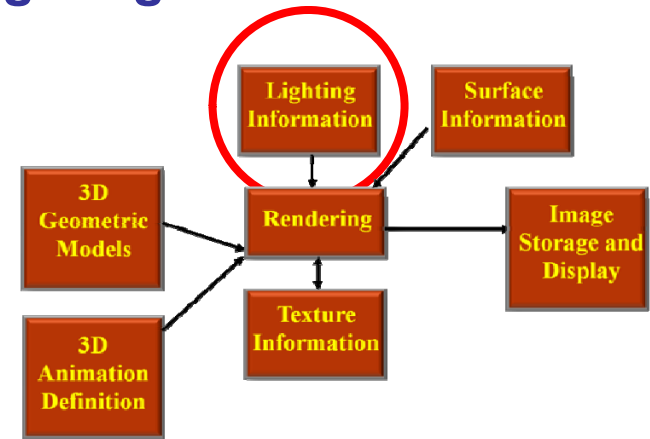 Lighting
Information
Surface
Information
3D
Geometric
Models
Rendering
Image
Storage and
Display
Texture
Information
3D
Animation
Definition